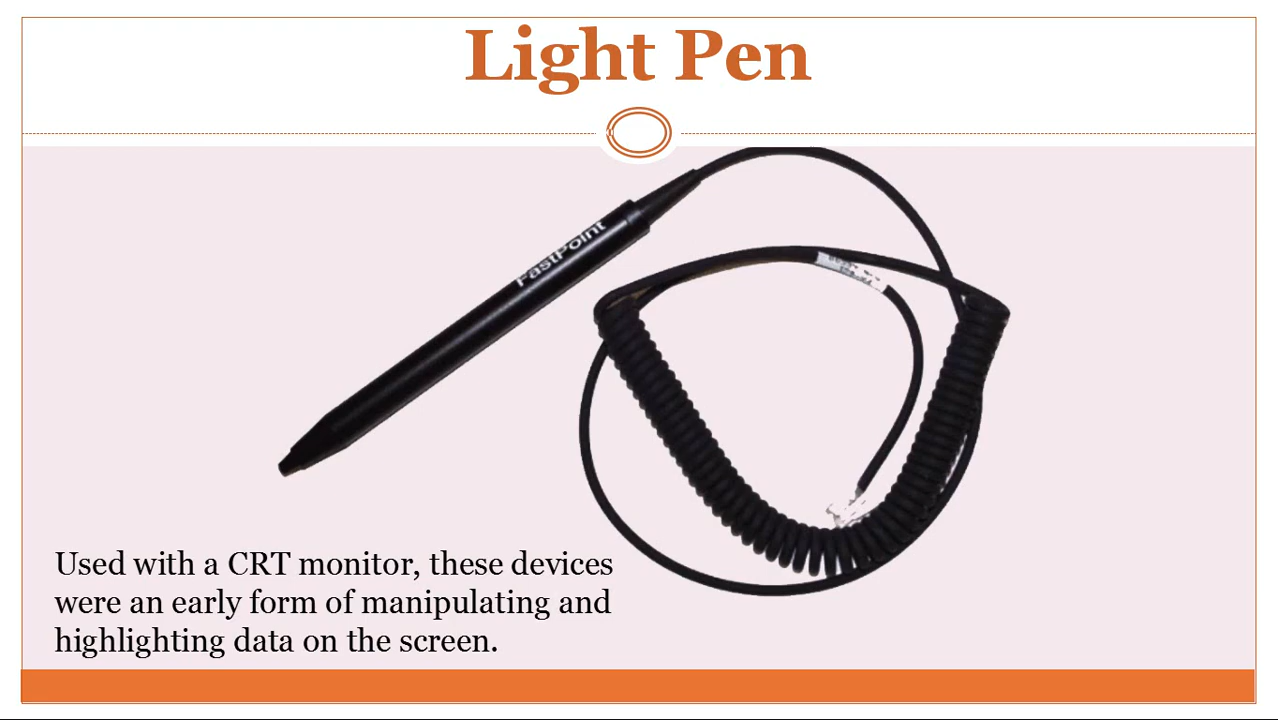 Light Pen
FastPoint
Used with a CRT monitor, these devices
were an early form of manipulating and
highlighting data on the screen.